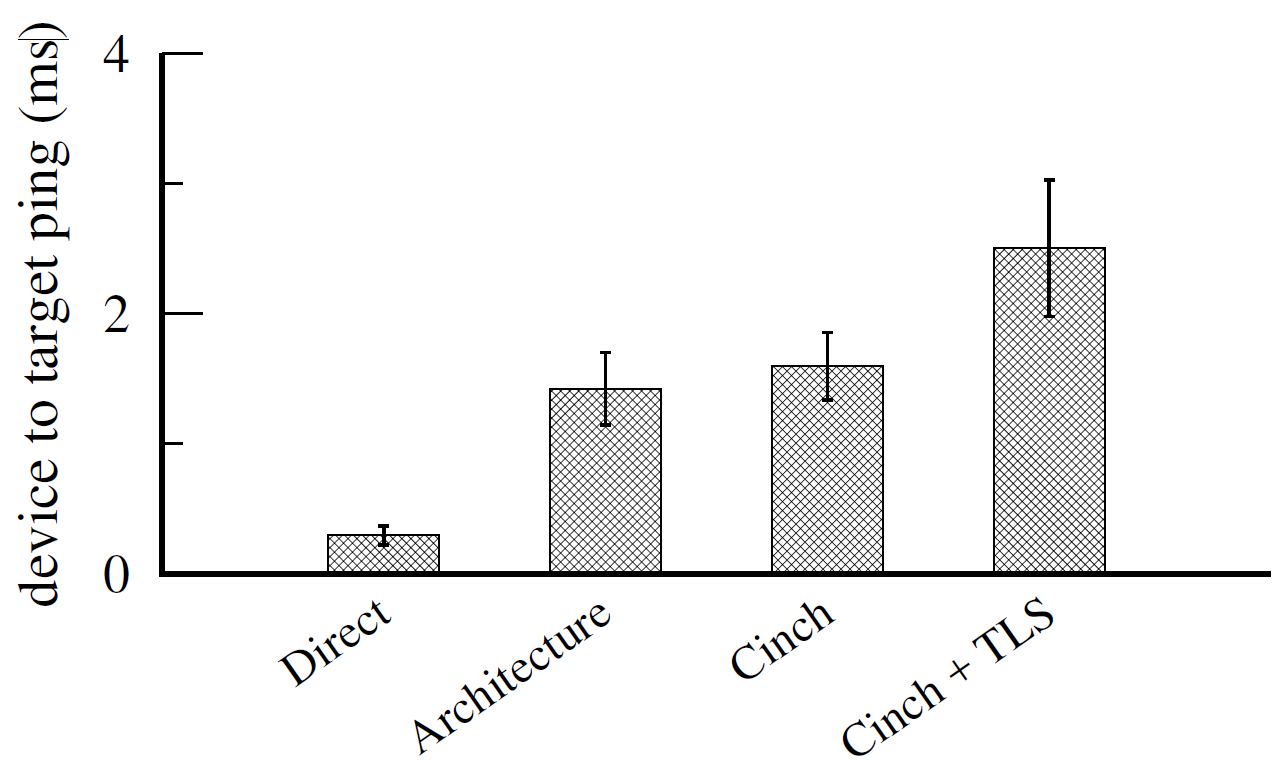 device to target ping (ms)
4
2
0
Direct
Architecture
Cinch
Cinch + TLS